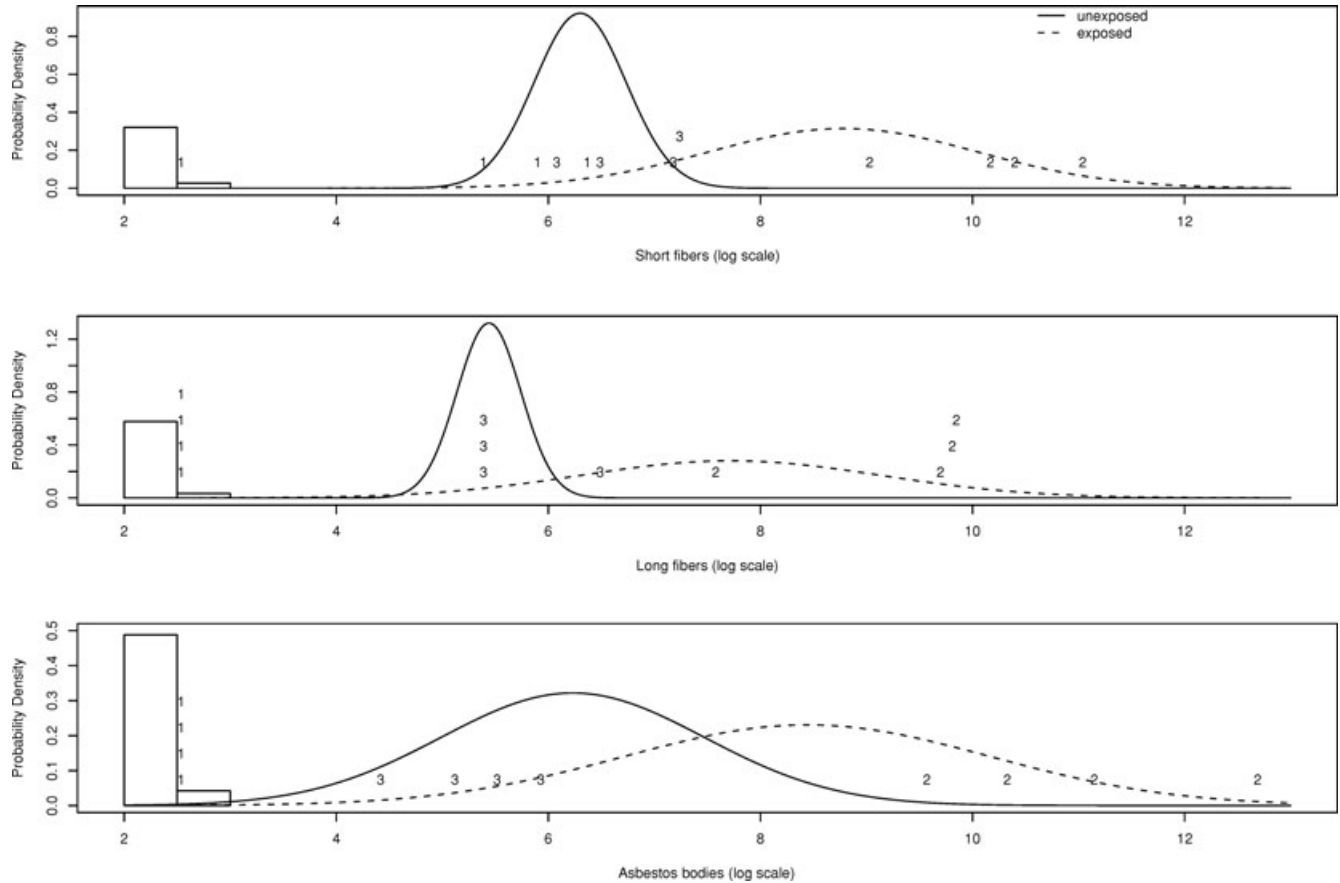 unexposed
exposed
Probability Density
0.8
0.6
0.4
0.2
0.0
3
1 1 1 3 1 3 3 2 2 2 2
2 4 6 8 10 12
Short fibers (log scale)
Probability Density
1.2
0.8
0.4
0.0
1
1 3 2
1 3 2
1 3 3 2 2
2 4 6 8 10 12
Long fibers (log scale)
Probability Density
0.5
0.4
0.3
0.2
0.1
0.0
1
1
1
1 3 3 3 3 2 2 2 2
2 4 6 8 10 12
Asbestos bodies (log scale)